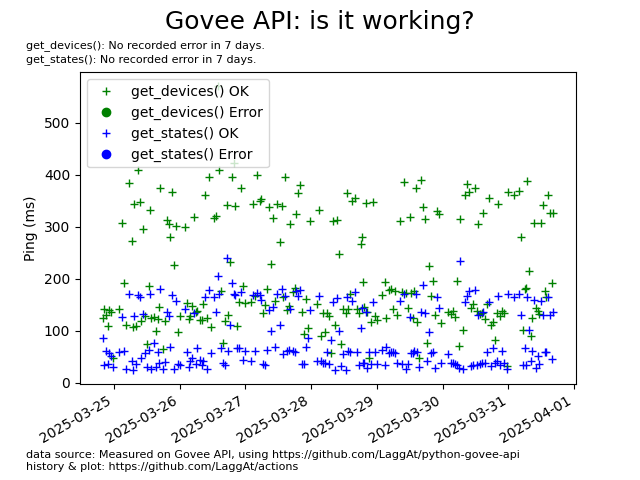 Govee API: is it working?
get_devices(): No recorded error in 7 days.
get_states(): No recorded error in 7 days.
get_devices() OK
get_devices() Error
get_states() OK
get_states() Error
Ping (ms)
500
400
300
200
100
0
2025-03-25
2025-03-26
2025-03-27
2025-03-28
2025-03-29
2025-03-30
2025-03-31
2025-04-01
data source: Measured on Govee API, using https://github.com/LaggAt/python-govee-api
history & plot: https://github.com/LaggAt/actions